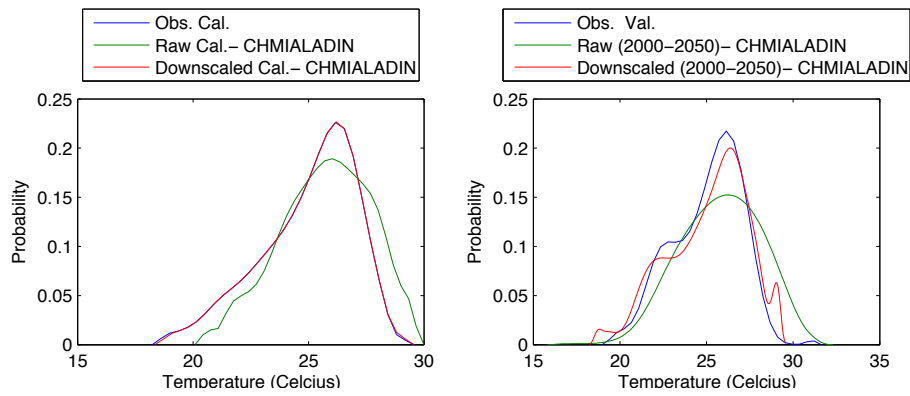 Obs. Cal.
Raw Cal.− CHMIALADIN
Downscaled Cal.− CHMIALADIN
0.25
0.2
0.15
0.1
0.05
0
Probability
15
20
25
30
Temperature (Celcius)
Obs. Val.
Raw (2000−2050)− CHMIALADIN
Downscaled (2000−2050)− CHMIALADIN
0.25
0.2
0.15
0.1
0.05
0
Probability
15
20
25
30
35
Temperature (Celcius)